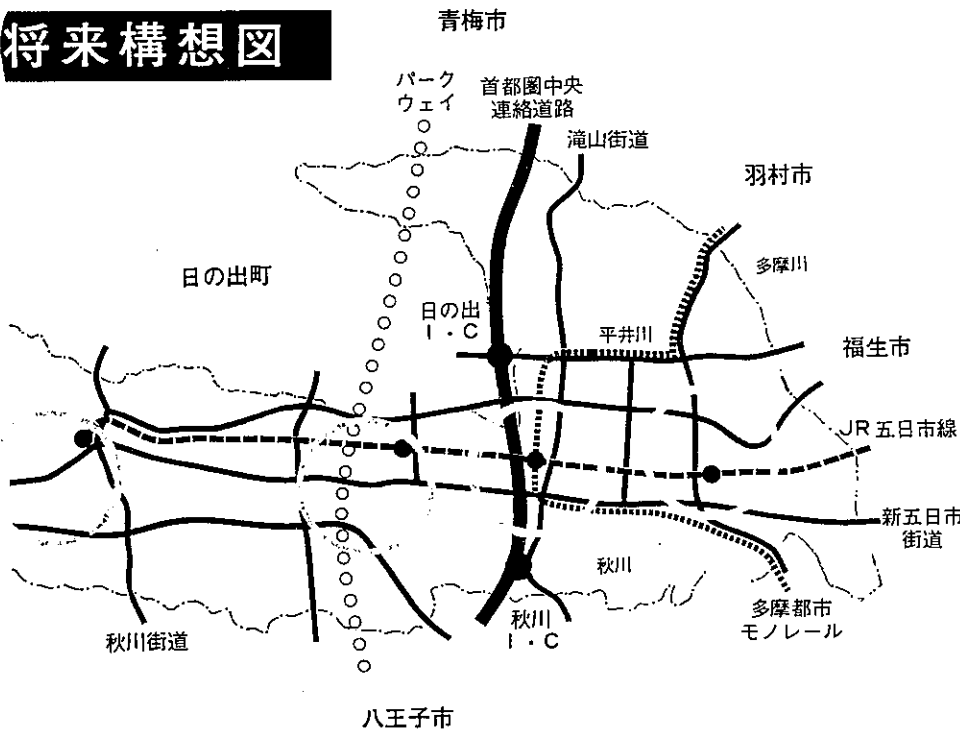 将来構想図
青梅市
パーク
ウェイ
首都圏中央
連絡道路
滝山街道
羽村市
多摩川
日の出町
日の出
I・C
平井川
福生市
JR五日市線
新五日市
街道
秋川
多摩都市
モノレール
秋川
I・C
秋川街道
八王子市